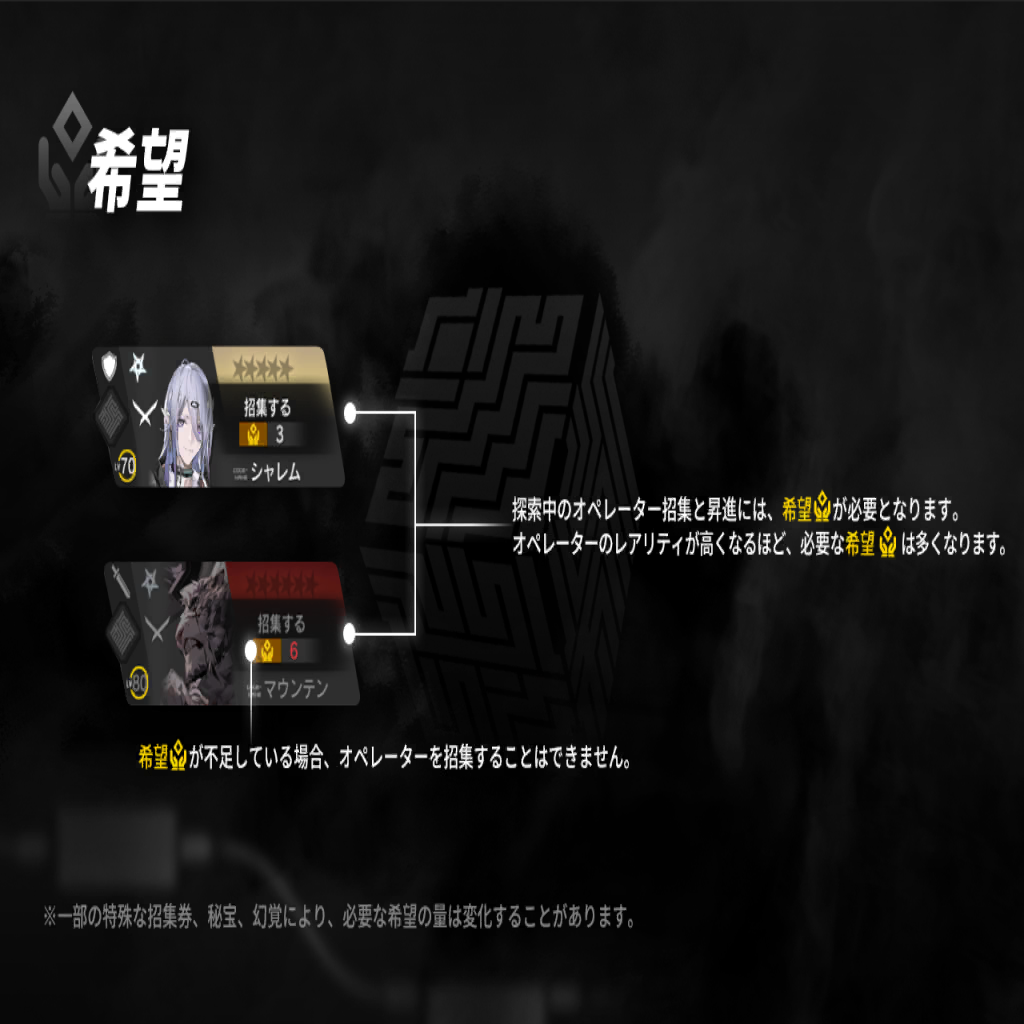 希望
招集する
3
LV70
シャレム
探索中のオペレーター招集と昇進には、希望が必要となります。
オペレーターのレアリティが高くなるほど、必要な希望は多くなります。
招集する
6
LV80
マウンテン
希望が不足している場合、オペレーターを招集することはできません。
※一部の特殊な招集券、秘宝、幻覚により、必要な希望の量は変化することがあります。